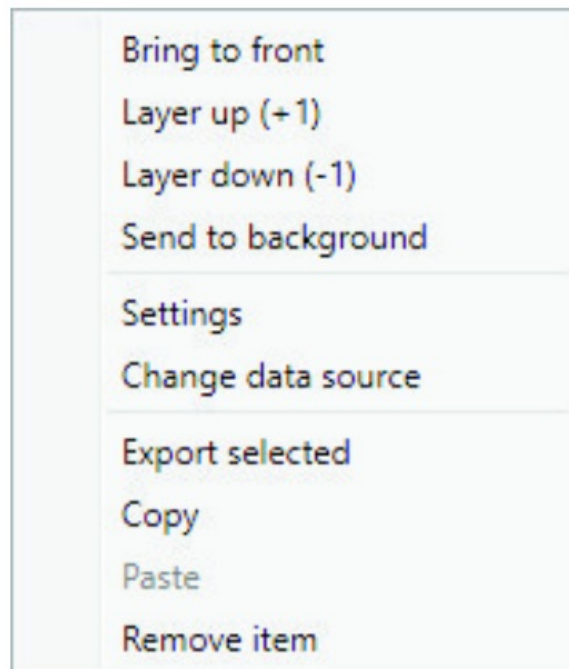 Bring to front
Layer up (+1)
Layer down (-1)
Send to background
Settings
Change data source
Export selected
Copy
Paste
Remove item